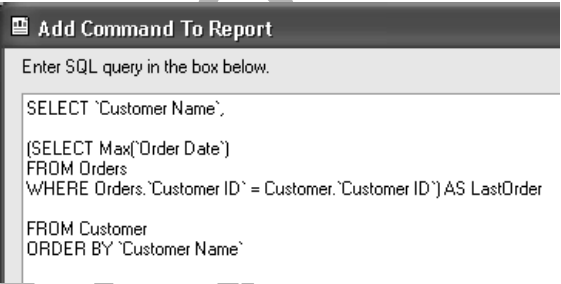 Add Command To Report
Enter SQL query in the box below.
SELECT `Customer Name`,
(SELECT Max(`Order Date`)
FROM Orders
WHERE Orders.`Customer ID` = Customer.`Customer ID`) AS LastOrder
FROM Customer
ORDER BY `Customer Name`